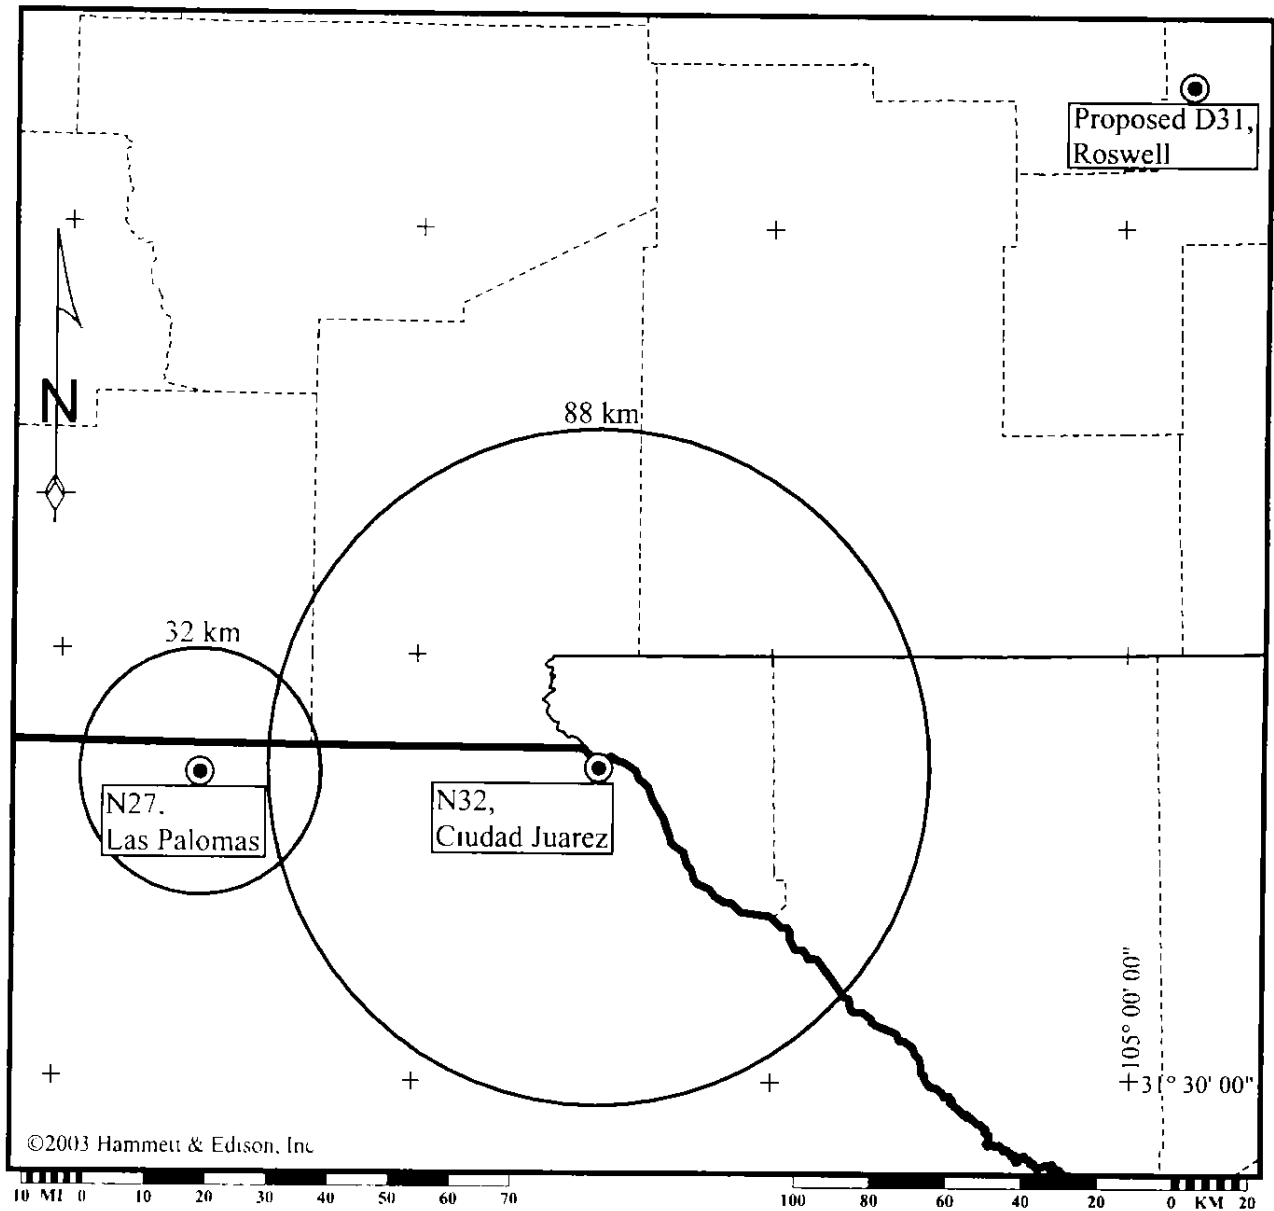 Proposed D31,
Roswell
N
88 km
32 km
N27.
Las Palomas
N32,
Ciudad Juarez
105° 00' 00"
31° 30' 00"
©2003 Hammett & Edison, Inc
10 MI 0 10 20 30 40 50 60 70
100 80 60 40 20 0 KM 20